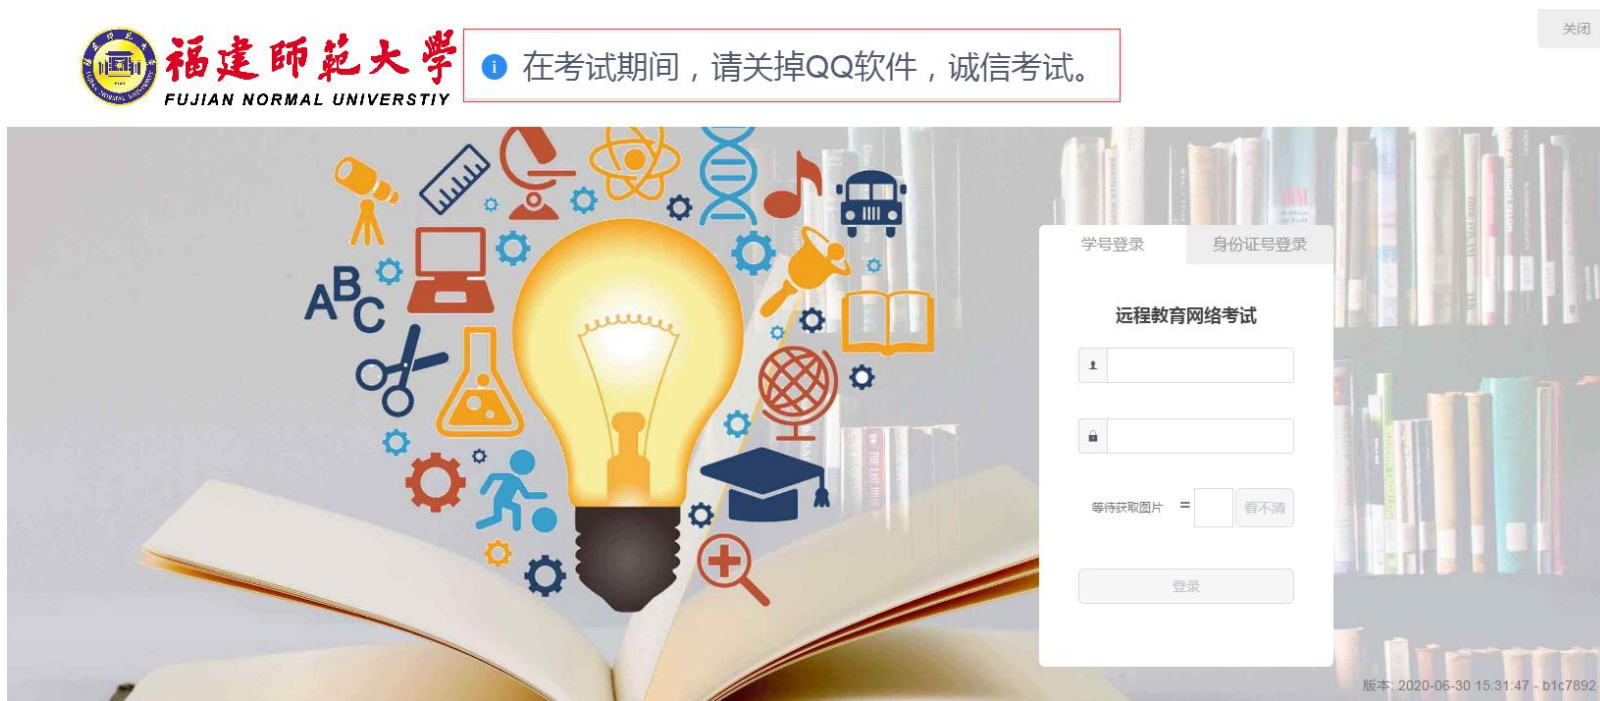 关闭
福建师范大學
FUJIAN NORMAL UNIVERSTIY
在考试期间，请关掉QQ软件，诚信考试。
学号登录 身份证号登录
远程教育网络考试
等待获取图片 = 看不清
登录
ABC
版本: 2020-06-30 15:31:47 - b1c7892